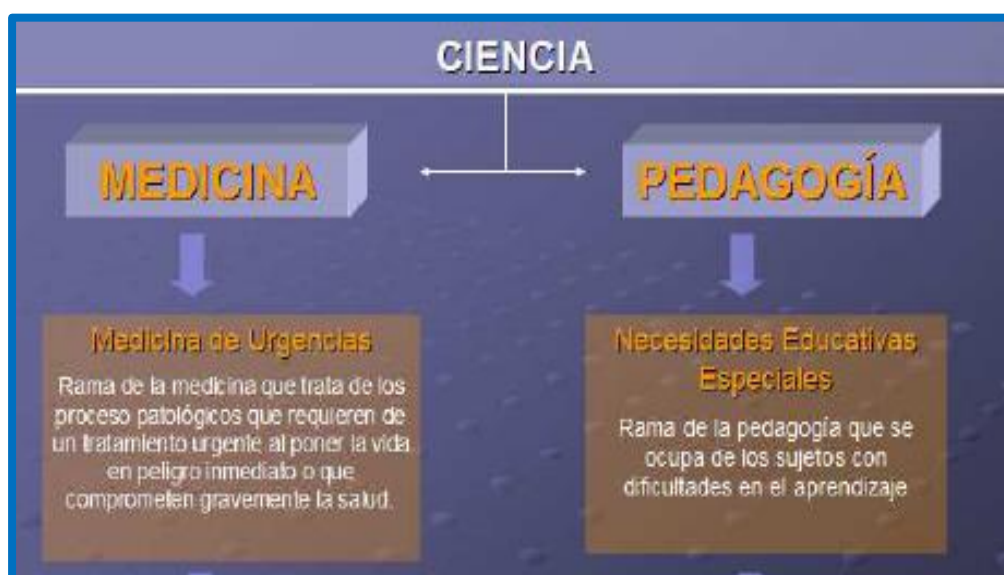 CIENCIA
MEDICINA
PEDAGOGÍA
Medicina de Urgencias
Rama de la medicina que trata de los
proceso patológicos que requieren de
un tratamiento urgente al poner la vida
en peligro inmediato o que
comprometen gravemente la salud.
Necesidades Educativas
Especiales
Rama de la pedagogía que se
ocupa de los sujetos con
dificultades en el aprendizaje